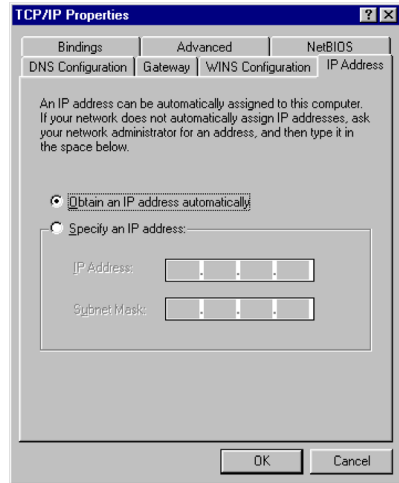 TCP/IP Properties
Bindings Advanced NetBIOS
DNS Configuration Gateway WINS Configuration IP Address
An IP address can be automatically assigned to this computer.
If your network does not automatically assign IP addresses, ask
your network administrator for an address, and then type it in
the space below.
Obtain an IP address automatically
Specify an IP address:
IP Address:
Subnet Mask:
OK Cancel